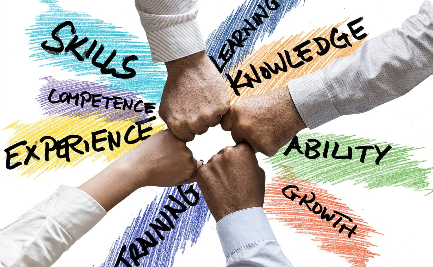 SKILLS
LEARNING
KNOWLEDGE
COMPETENCE
EXPERIENCE
ABILITY
TRAINING
GROWTH